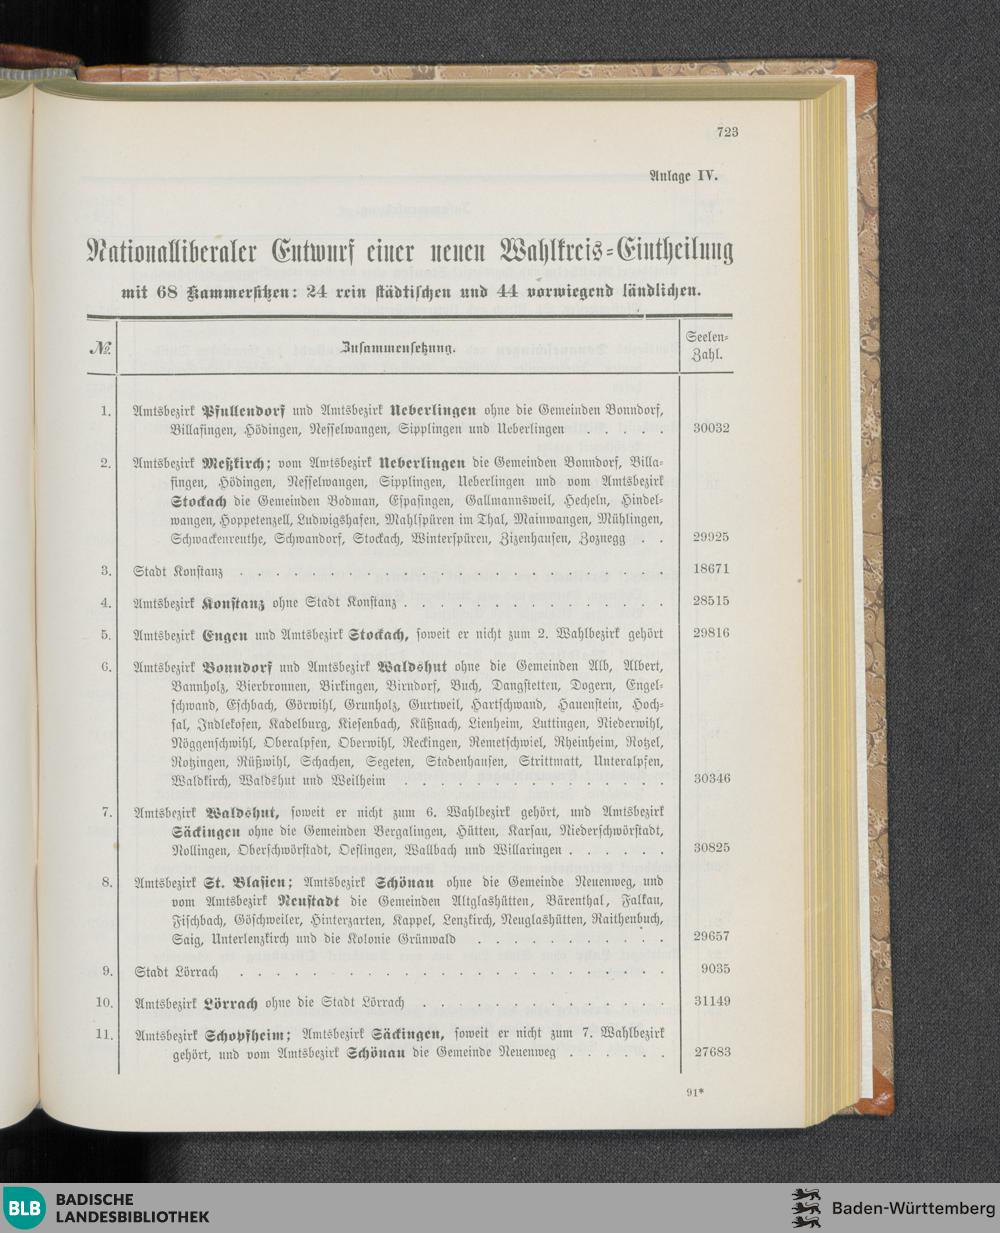 723
Anlage IV.
Nationalliberaler Entwurf einer neuen Wahlkreis-Eintheilung
mit 68 Kammersitzen: 24 rein städtischen und 44 vorwiegend ländlichen.
№ Zusammensetzung. Seelen-
Zahl.
1. Amtsbezirk Pfullendorf und Amtsbezirk Ueberlingen ohne die Gemeinden Bonndorf,
Billafingen, Hödingen, Nesselwangen, Sipplingen und Ueberlingen . . . . . 30032
2. Amtsbezirk Meßkirch; vom Amtsbezirk Ueberlingen die Gemeinden Bonndorf, Billa-
fingen, Hödingen, Nesselwangen, Sipplingen, Ueberlingen und vom Amtsbezirk
Stockach die Gemeinden Bodman, Espasingen, Gallmannsweil, Hecheln, Hindel-
wangen, Hoppetenzell, Ludwigshafen, Mahlspüren im Thal, Mainwangen, Mühlingen,
Schwackenreuthe, Schwandorf, Stockach, Winterspüren, Zizenhausen, Zoznegg . . 29925
3. Stadt Konstanz . . . . . . . . . . . . . . . . . . . 18671
4. Amtsbezirk Konstanz ohne Stadt Konstanz . . . . . . . . . . . . 28515
5. Amtsbezirk Engen und Amtsbezirk Stockach, soweit er nicht zum 2. Wahlbezirk gehört 29816
6. Amtsbezirk Bonndorf und Amtsbezirk Waldshut ohne die Gemeinden Alb, Albert,
Bannholz, Bierbronnen, Birkingen, Birndorf, Buch, Dangstetten, Dogern, Engel-
schwand, Eschbach, Görwihl, Grunholz, Gurtweil, Hartschwand, Hauenstein, Hoch-
sal, Indlekofen, Kadelburg, Kiesenbach, Küßnach, Lienheim, Luttingen, Niederwihl,
Nöggenschwihl, Oberalpfen, Oberwihl, Reckingen, Remetschwiel, Rheinheim, Rotzel,
Rotzingen, Rüßwihl, Schachen, Segeten, Stadenhausen, Strittmatt, Unteralpfen,
Waldkirch, Waldshut und Weilheim . . . . . . . . . . . . . 30346
7. Amtsbezirk Waldshut, soweit er nicht zum 6. Wahlbezirk gehört, und Amtsbezirk
Säckingen ohne die Gemeinden Bergalingen, Hütten, Karsau, Niederschwörstadt,
Nollingen, Oberschwörstadt, Oeflingen, Wallbach und Willaringen . . . . . . 30825
8. Amtsbezirk St. Blasien; Amtsbezirk Schönau ohne die Gemeinde Neuenweg, und
vom Amtsbezirk Neustadt die Gemeinden Altglashütten, Bärenthal, Falkau,
Fischbach, Göschweiler, Hinterzarten, Kappel, Lenzkirch, Neuglashütten, Raithenbuch,
Saig, Unterlenzkirch und die Kolonie Grünwald . . . . . . . . . . 29657
9. Stadt Lörrach . . . . . . . . . . . . . . . . . . . 9035
10. Amtsbezirk Lörrach ohne die Stadt Lörrach . . . . . . . . . . . 31149
11. Amtsbezirk Schopfheim; Amtsbezirk Säckingen, soweit er nicht zum 7. Wahlbezirk
gehört, und vom Amtsbezirk Schönau die Gemeinde Neuenweg . . . . . . 27683
91*
BLB BADISCHE
LANDESBIBLIOTHEK
Baden-Württemberg